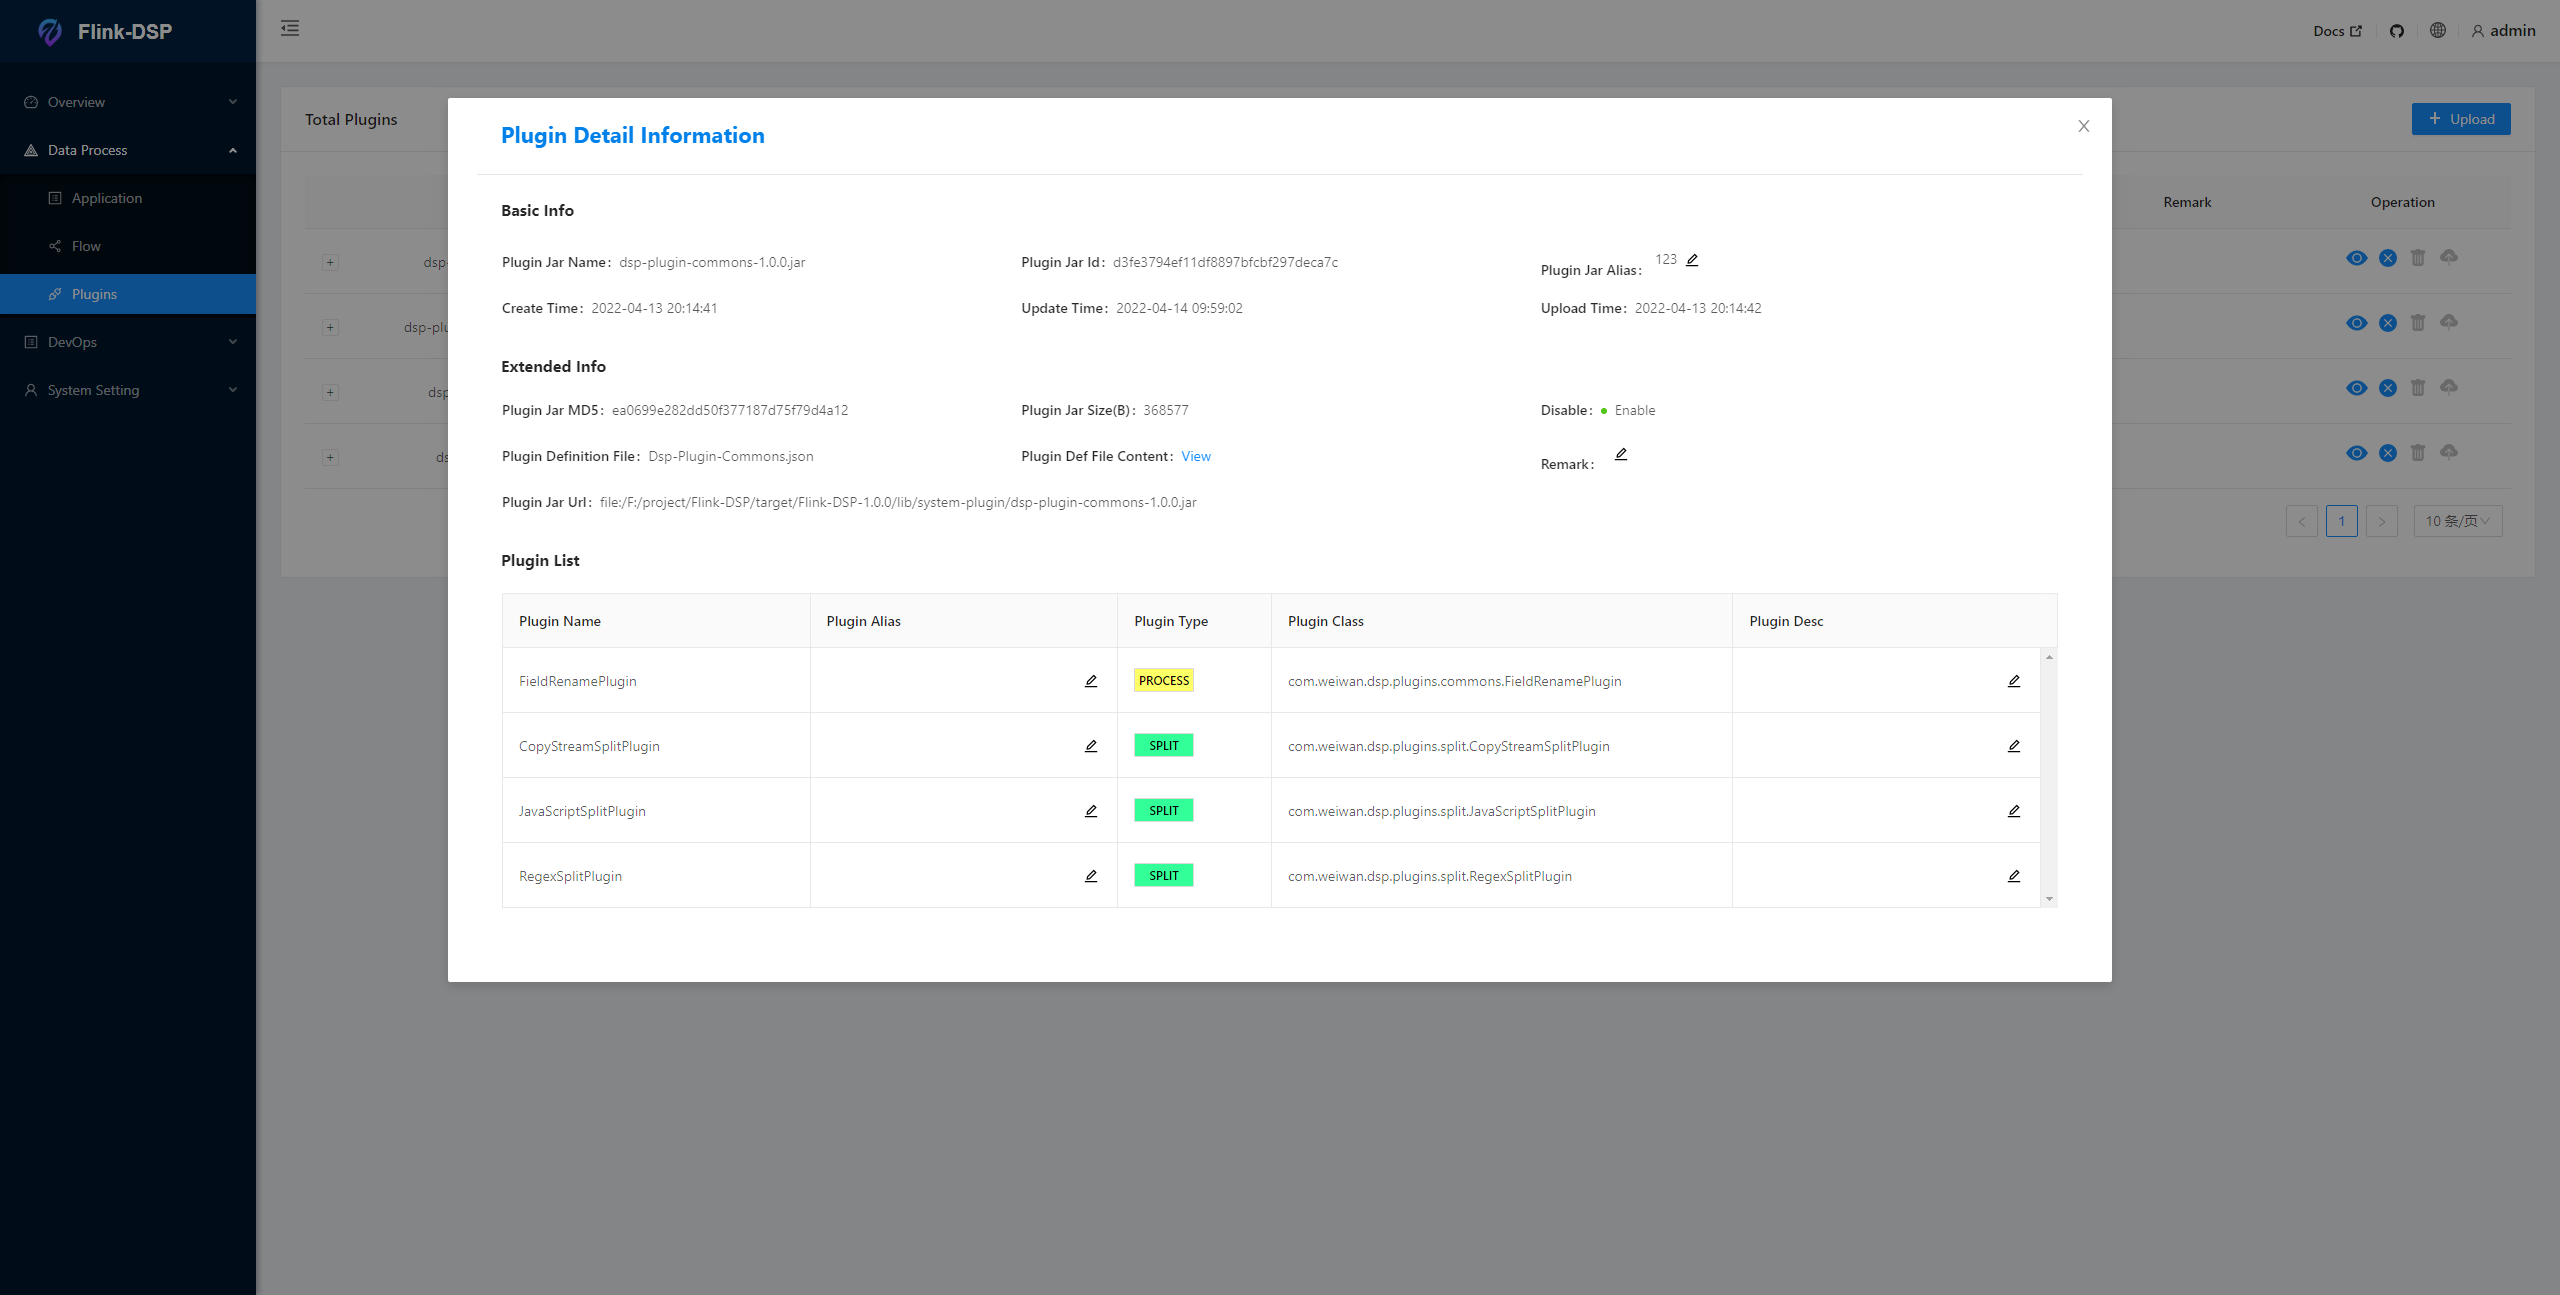 Flink-DSP
Docs
admin
Overview
Data Process
Application
Flow
Plugins
DevOps
System Setting
Total Plugins
+ Upload
Remark
Operation
dsp-
dsp-plu
dsp
ds
1
10 条/页
Plugin Detail Information
Basic Info
Plugin Jar Name: dsp-plugin-commons-1.0.0.jar
Plugin Jar Id: d3fe3794ef11df8897bfcbf297deca7c
Plugin Jar Alias: 123
Create Time: 2022-04-13 20:14:41
Update Time: 2022-04-14 09:59:02
Upload Time: 2022-04-13 20:14:42
Extended Info
Plugin Jar MD5: ea0699e282dd50f377187d75f79d4a12
Plugin Jar Size(B): 368577
Disable: Enable
Plugin Definition File: Dsp-Plugin-Commons.json
Plugin Def File Content: View
Remark:
Plugin Jar Url: file:/F:/project/Flink-DSP/target/Flink-DSP-1.0.0/lib/system-plugin/dsp-plugin-commons-1.0.0.jar
Plugin List
Plugin Name Plugin Alias Plugin Type Plugin Class Plugin Desc
FieldRenamePlugin PROCESS com.weiwan.dsp.plugins.commons.FieldRenamePlugin
CopyStreamSplitPlugin SPLIT com.weiwan.dsp.plugins.split.CopyStreamSplitPlugin
JavaScriptSplitPlugin SPLIT com.weiwan.dsp.plugins.split.JavaScriptSplitPlugin
RegexSplitPlugin SPLIT com.weiwan.dsp.plugins.split.RegexSplitPlugin